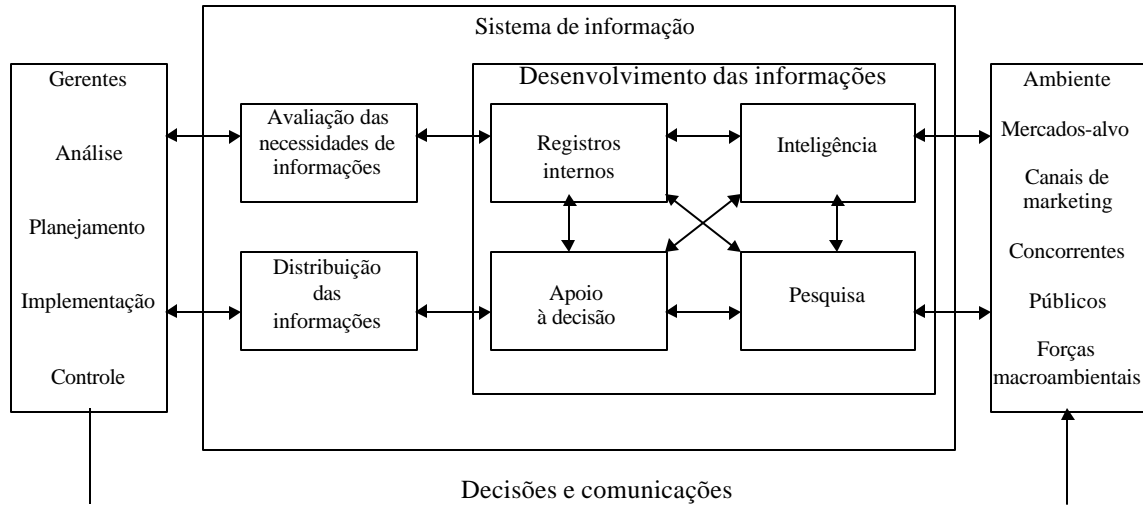 Sistema de informação
Gerentes
Análise
Planejamento
Implementação
Controle
Avaliação das
necessidades de
informações
Distribuição
das
informações
Desenvolvimento das informações
Registros
internos
Inteligência
Apoio
à decisão
Pesquisa
Ambiente
Mercados-alvo
Canais de
marketing
Concorrentes
Públicos
Forças
macroambientais
Decisões e comunicações